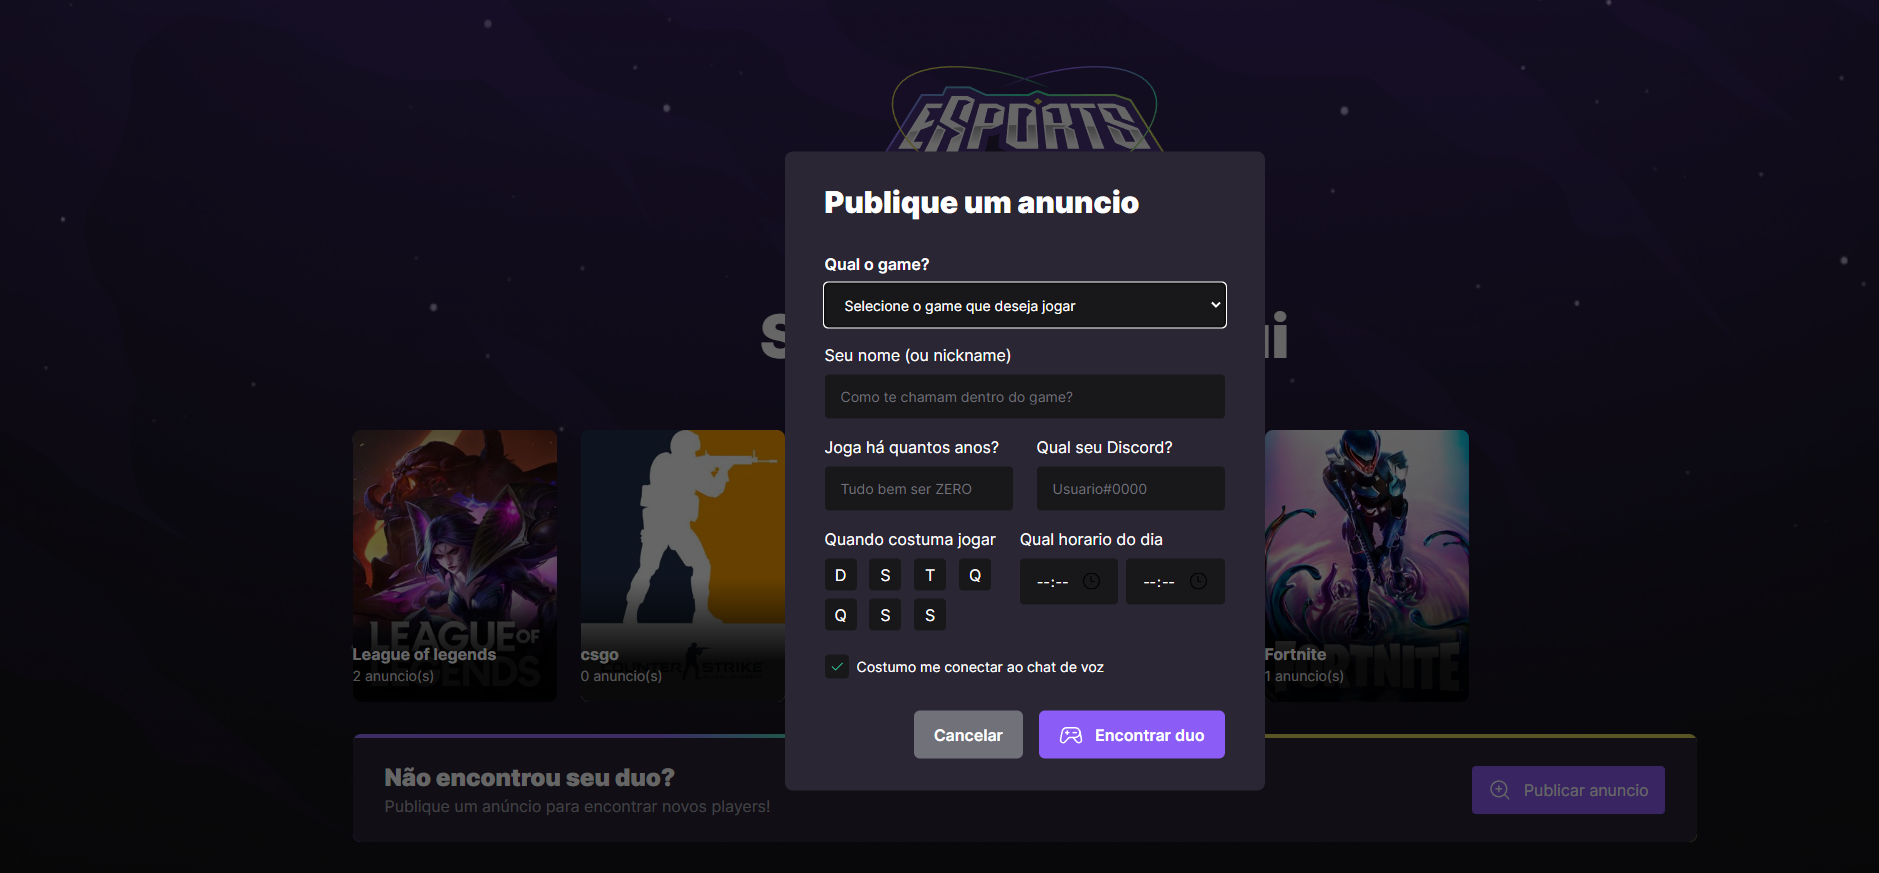 ESPORTS
Publique um anuncio
Qual o game?
Selecione o game que deseja jogar
Seu nome (ou nickname)
Como te chamam dentro do game?
Joga há quantos anos? Qual seu Discord?
Tudo bem ser ZERO Usuario#0000
Quando costuma jogar Qual horario do dia
D S T Q --:-- --:--
Q S S
Costumo me conectar ao chat de voz
Cancelar Encontrar duo
LEAGUE OF
LEGENDS
League of legends
2 anuncio(s)
COUNTER STRIKE
csgo
0 anuncio(s)
FORTNITE
Fortnite
1 anuncio(s)
Não encontrou seu duo?
Publique um anúncio para encontrar novos players!
Publicar anuncio